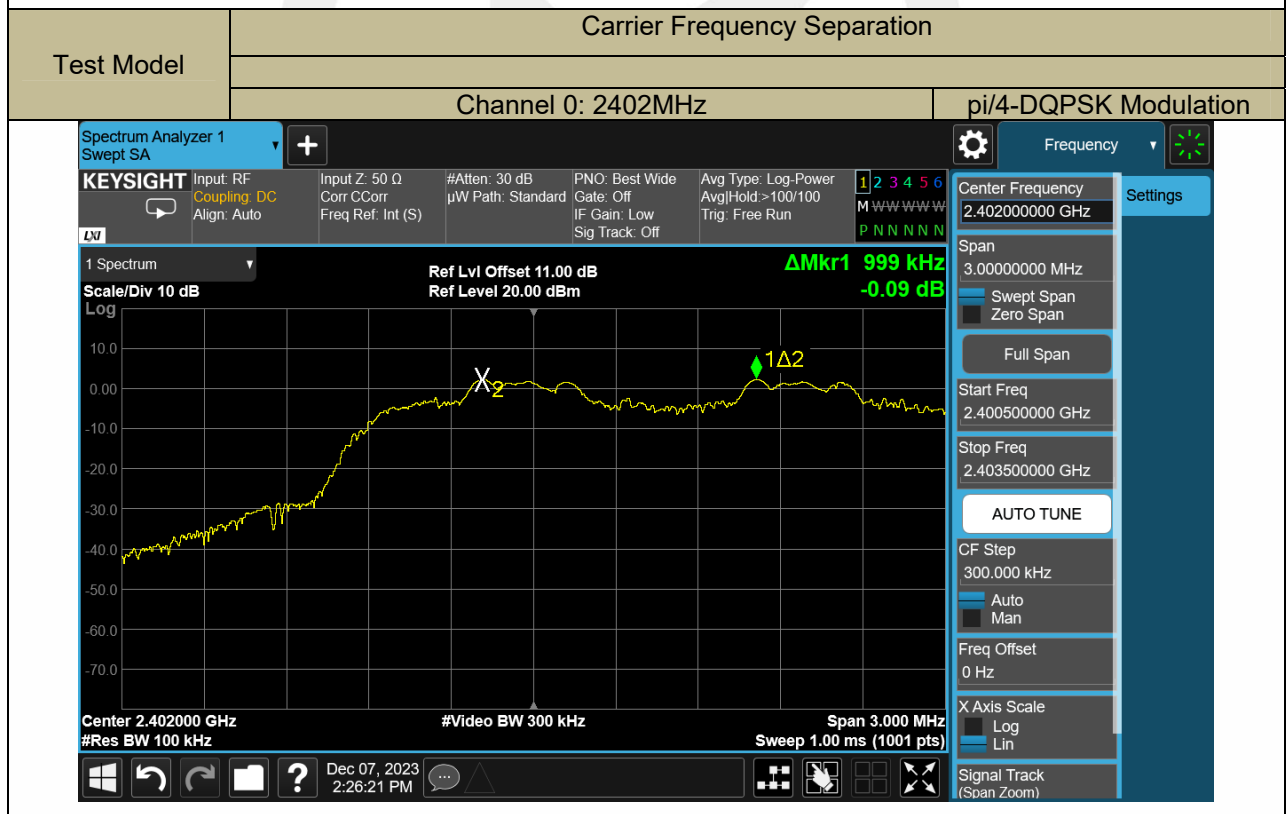 Carrier Frequency Separation
Test Model
Channel 0: 2402MHz
pi/4-DQPSK Modulation
Spectrum Analyzer 1
Swept SA
Frequency
KEYSIGHT
LXI
Input: RF
Coupling: DC
Align: Auto
Input Z: 50 Ω
Corr CCorr
Freq Ref: Int (S)
#Atten: 30 dB
µW Path: Standard
PNO: Best Wide
Gate: Off
IF Gain: Low
Sig Track: Off
Avg Type: Log-Power
Avg|Hold:>100/100
Trig: Free Run
1 2 3 4 5 6
M W W W W W
P N N N N N
1 Spectrum
Scale/Div 10 dB
Log
Ref Lvl Offset 11.00 dB
Ref Level 20.00 dBm
ΔMkr1 999 kHz
-0.09 dB
10.0
0.00
-10.0
-20.0
-30.0
-40.0
-50.0
-60.0
-70.0
X2
1Δ2
Center 2.402000 GHz
#Res BW 100 kHz
#Video BW 300 kHz
Span 3.000 MHz
Sweep 1.00 ms (1001 pts)
Dec 07, 2023
2:26:21 PM
Center Frequency
2.402000000 GHz
Settings
Span
3.00000000 MHz
Swept Span
Zero Span
Full Span
Start Freq
2.400500000 GHz
Stop Freq
2.403500000 GHz
AUTO TUNE
CF Step
300.000 kHz
Auto
Man
Freq Offset
0 Hz
X Axis Scale
Log
Lin
Signal Track
(Span Zoom)